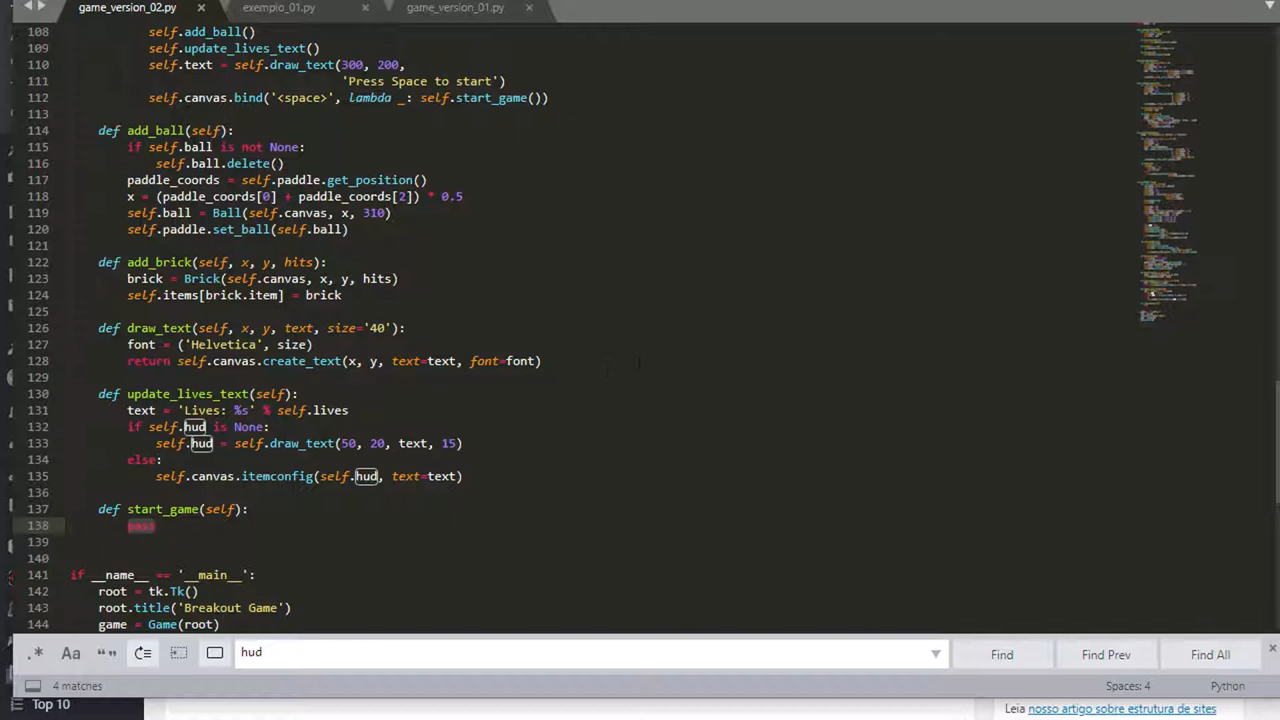 game_version_02.py × exemplo_01.py × game_version_01.py ×
108 self.add_ball()
109 self.update_lives_text()
110 self.text = self.draw_text(300, 200,
111 'Press Space to start')
112 self.canvas.bind('<space>', lambda _: self.start_game())
113
114 def add_ball(self):
115 if self.ball is not None:
116 self.ball.delete()
117 paddle_coords = self.paddle.get_position()
118 x = (paddle_coords[0] + paddle_coords[2]) * 0.5
119 self.ball = Ball(self.canvas, x, 310)
120 self.paddle.set_ball(self.ball)
121
122 def add_brick(self, x, y, hits):
123 brick = Brick(self.canvas, x, y, hits)
124 self.items[brick.item] = brick
125
126 def draw_text(self, x, y, text, size='40'):
127 font = ('Helvetica', size)
128 return self.canvas.create_text(x, y, text=text, font=font)
129
130 def update_lives_text(self):
131 text = 'Lives: %s' % self.lives
132 if self.hud is None:
133 self.hud = self.draw_text(50, 20, text, 15)
134 else:
135 self.canvas.itemconfig(self.hud, text=text)
136
137 def start_game(self):
138 pass
139
140
141 if __name__ == '__main__':
142 root = tk.Tk()
143 root.title('Breakout Game')
144 game = Game(root)
.* Aa “” hud Find Find Prev Find All ×
4 matches Spaces: 4 Python
Top 10 Leia nosso artigo sobre estrutura de sites